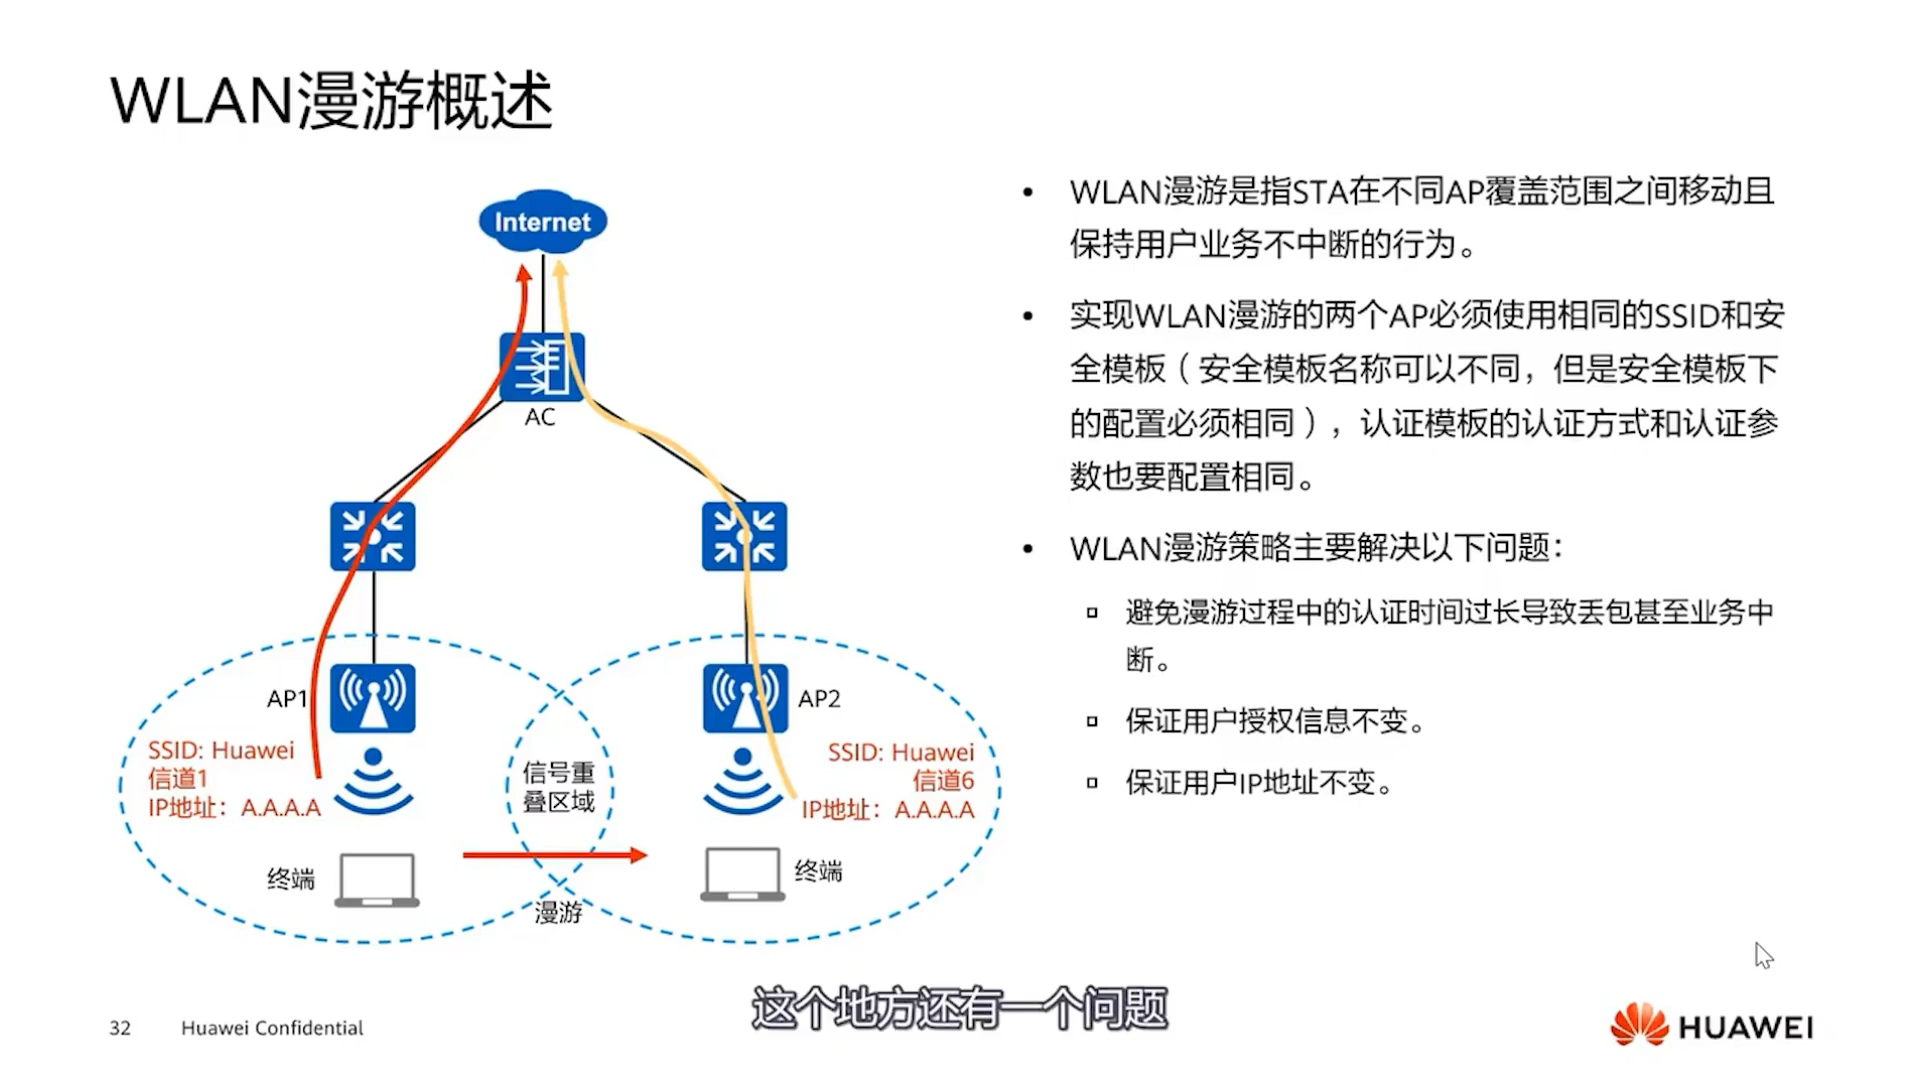 WLAN漫游概述
Internet
AC
AP1
SSID: Huawei
信道1
IP地址：A.A.A.A
终端
信号重
叠区域
漫游
AP2
SSID: Huawei
信道6
IP地址：A.A.A.A
终端
• WLAN漫游是指STA在不同AP覆盖范围之间移动且
保持用户业务不中断的行为。
• 实现WLAN漫游的两个AP必须使用相同的SSID和安
全模板（安全模板名称可以不同，但是安全模板下
的配置必须相同），认证模板的认证方式和认证参
数也要配置相同。
• WLAN漫游策略主要解决以下问题：
▫ 避免漫游过程中的认证时间过长导致丢包甚至业务中
断。
▫ 保证用户授权信息不变。
▫ 保证用户IP地址不变。
这个地方还有一个问题
32 Huawei Confidential
HUAWEI